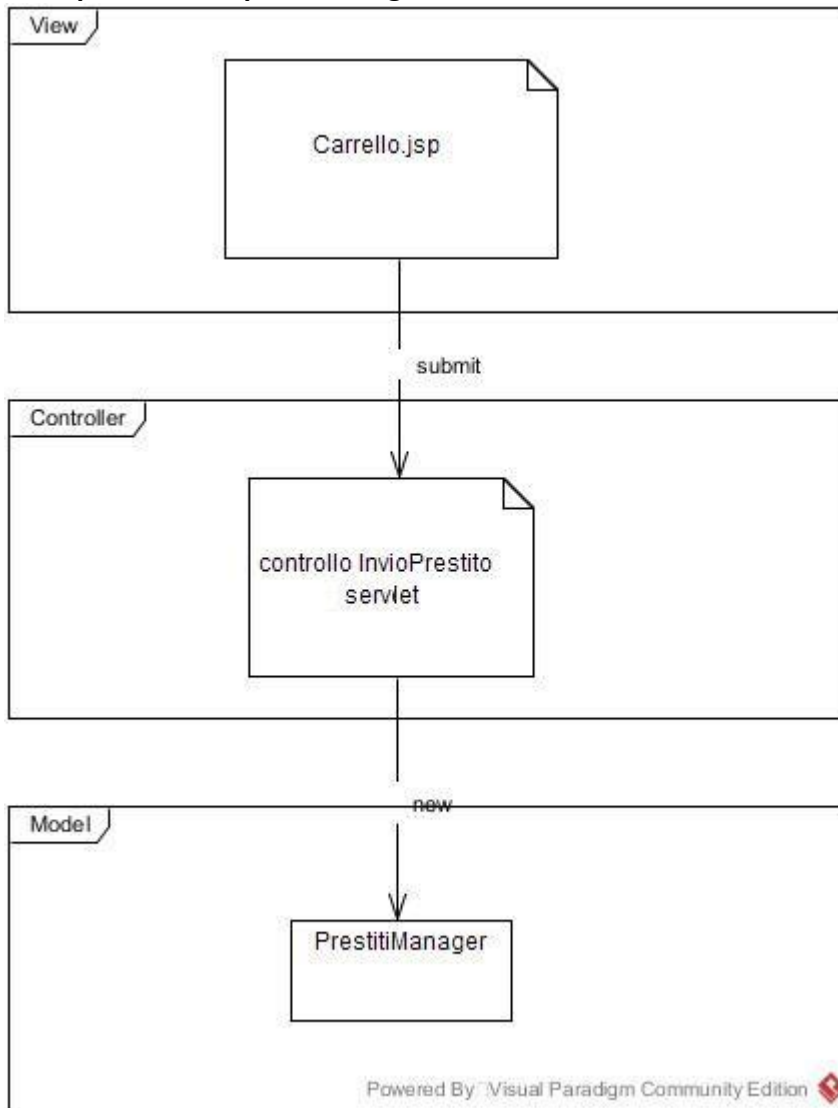 View
Carrello.jsp
submit
Controller
controllo InvioPrestito
servlet
new
Model
PrestitiManager
Powered By Visual Paradigm Community Edition